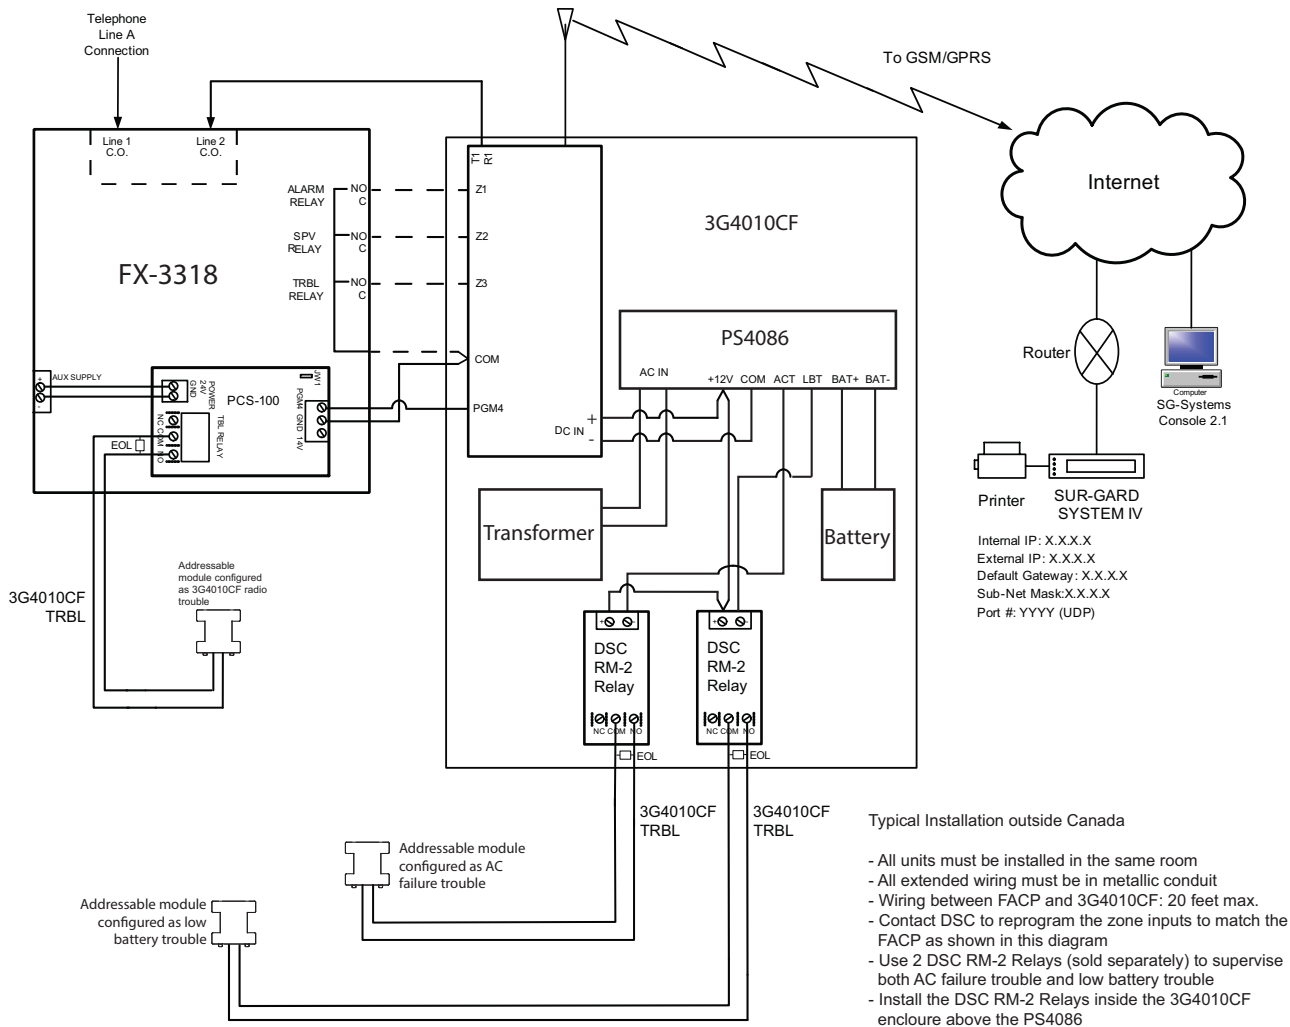 Telephone
Line A
Connection
To GSM/GPRS
Line 1
C.O.
Line 2
C.O.
T1
R1
ALARM
RELAY
NO
C
Z1
SPV
RELAY
NO
C
Z2
TRBL
RELAY
NO
C
Z3
COM
PGM4
FX-3318
3G4010CF
Internet
PS4086
AC IN
+12V
COM
ACT
LBT
BAT+
BAT-
+
DC IN
-
AUX SUPPLY
+
-
GND
24V
POWER
PCS-100
JW1
PGM4
GND
14V
NC COM NO
TBL RELAY
EOL
Transformer
Battery
Router
Computer
SG-Systems
Console 2.1
Printer
SUR-GARD
SYSTEM IV
Internal IP: X.X.X.X
External IP: X.X.X.X
Default Gateway: X.X.X.X
Sub-Net Mask:X.X.X.X
Port #: YYYY (UDP)
Addressable
module configured
as 3G4010CF radio
trouble
3G4010CF
TRBL
+
-
DSC
RM-2
Relay
NC COM NO
EOL
+
-
DSC
RM-2
Relay
NC COM NO
EOL
3G4010CF
TRBL
3G4010CF
TRBL
Addressable module
configured as AC
failure trouble
Addressable module
configured as low
battery trouble
Typical Installation outside Canada
- All units must be installed in the same room
- All extended wiring must be in metallic conduit
- Wiring between FACP and 3G4010CF: 20 feet max.
- Contact DSC to reprogram the zone inputs to match the
FACP as shown in this diagram
- Use 2 DSC RM-2 Relays (sold separately) to supervise
both AC failure trouble and low battery trouble
- Install the DSC RM-2 Relays inside the 3G4010CF
encloure above the PS4086